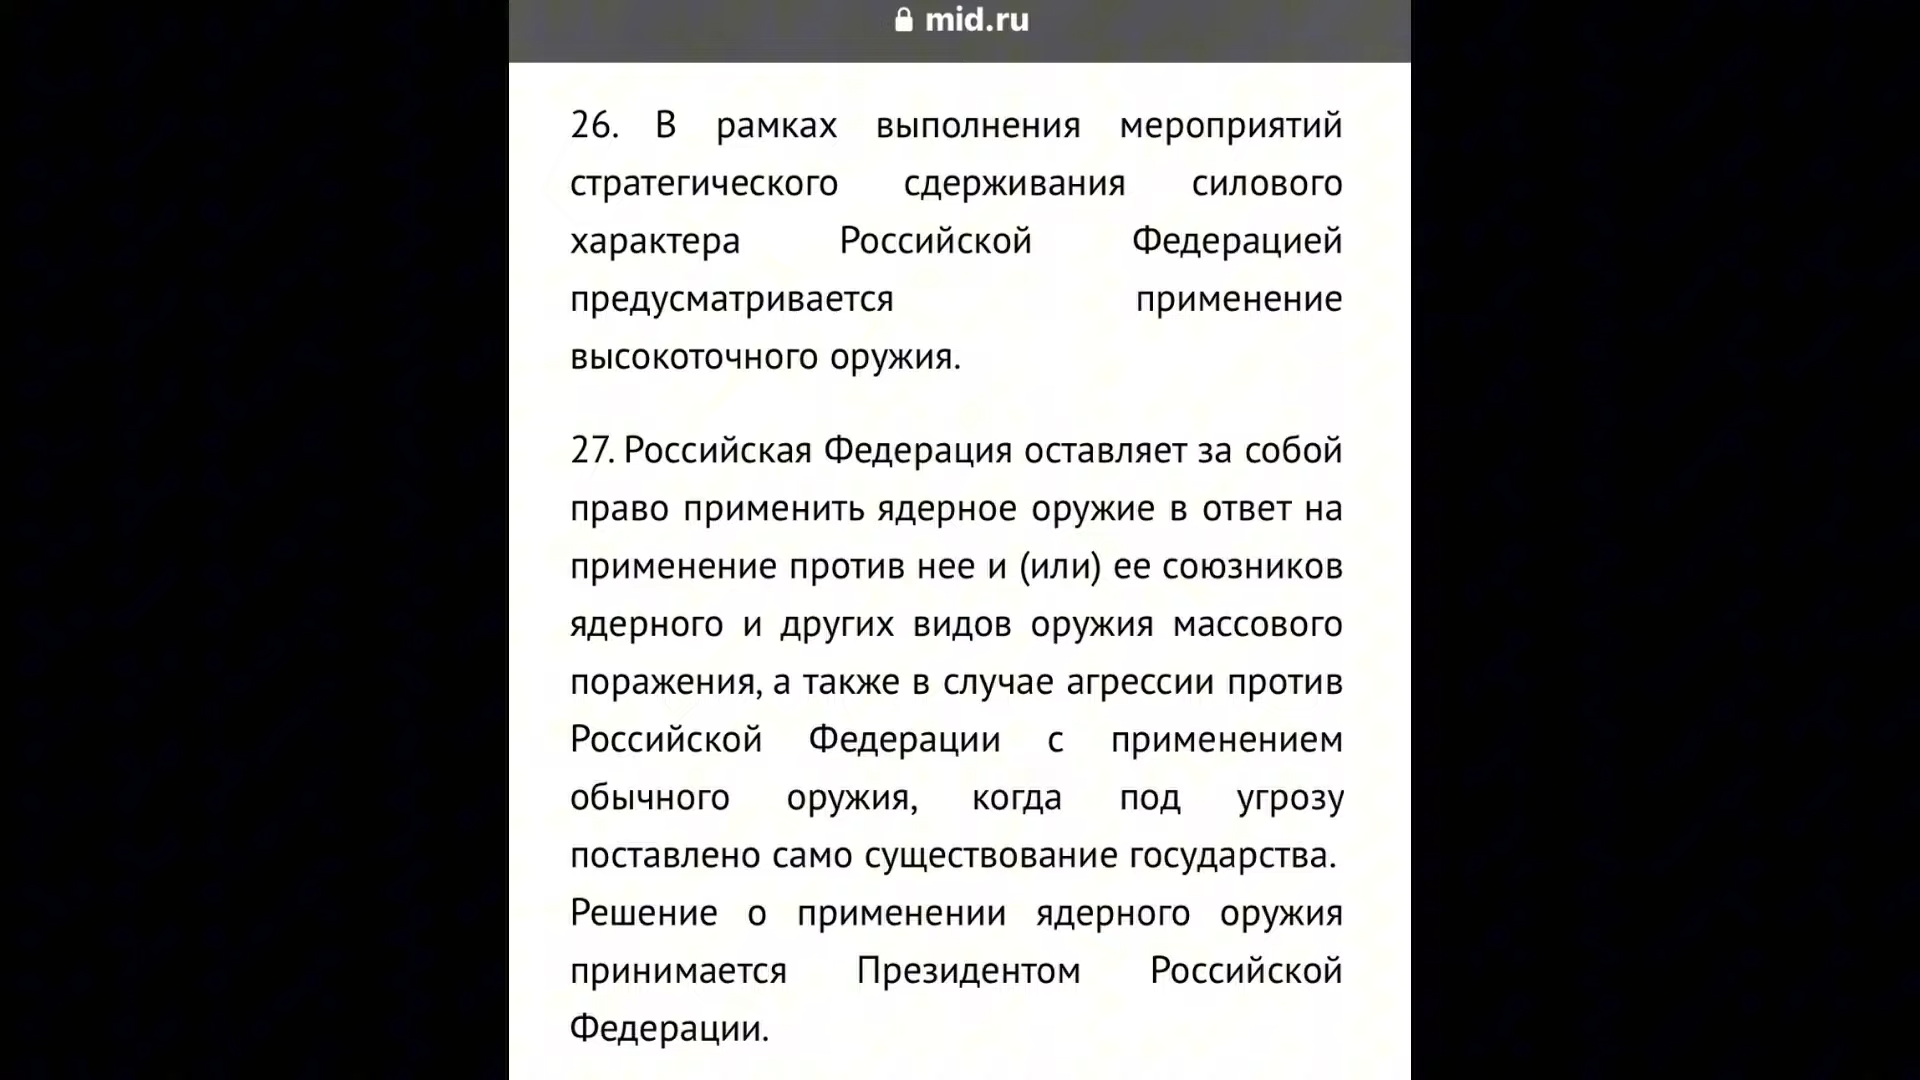 mid.ru
26. В рамках выполнения мероприятий
стратегического сдерживания силового
характера Российской Федерацией
предусматривается применение
высокоточного оружия.
27. Российская Федерация оставляет за собой
право применить ядерное оружие в ответ на
применение против нее и (или) ее союзников
ядерного и других видов оружия массового
поражения, а также в случае агрессии против
Российской Федерации с применением
обычного оружия, когда под угрозу
поставлено само существование государства.
Решение о применении ядерного оружия
принимается Президентом Российской
Федерации.